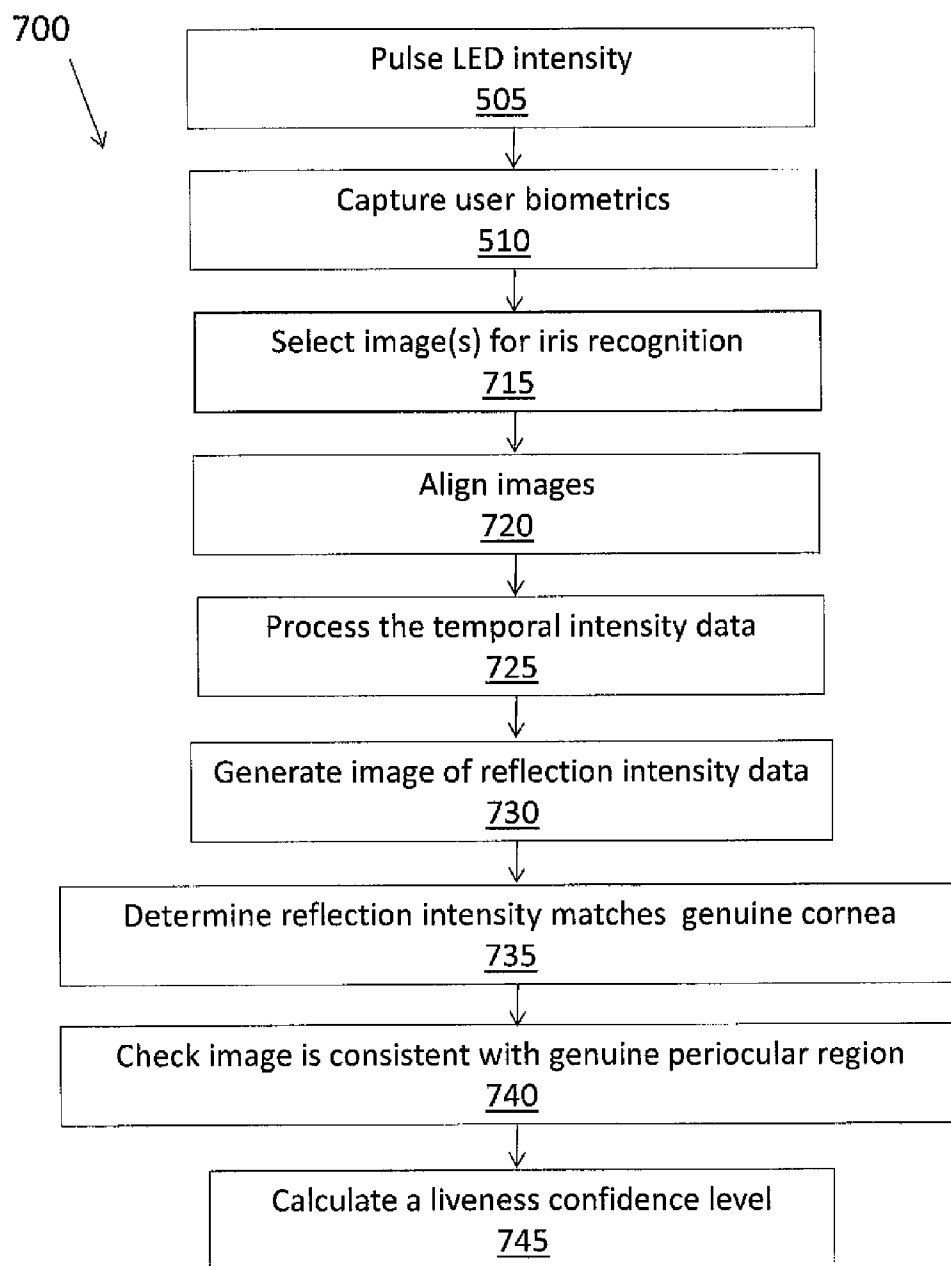 700
Pulse LED intensity
505
Capture user biometrics
510
Select image(s) for iris recognition
715
Align images
720
Process the temporal intensity data
725
Generate image of reflection intensity data
730
Determine reflection intensity matches genuine cornea
735
Check image is consistent with genuine periocular region
740
Calculate a liveness confidence level
745